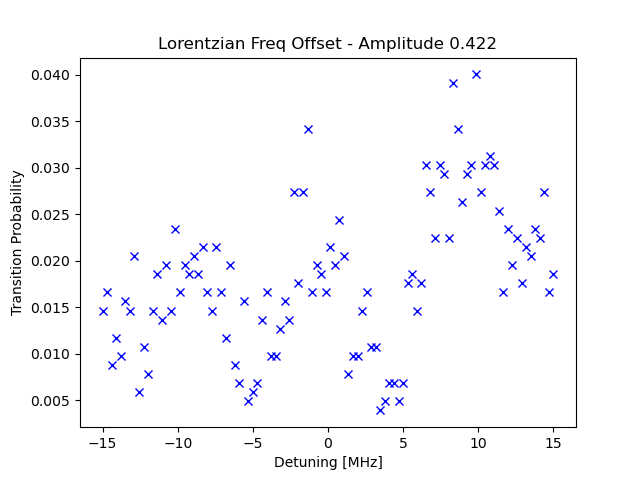 Lorentzian Freq Offset - Amplitude 0.422
Transition Probability
0.040
0.035
0.030
0.025
0.020
0.015
0.010
0.005
−15 −10 −5 0 5 10 15
Detuning [MHz]